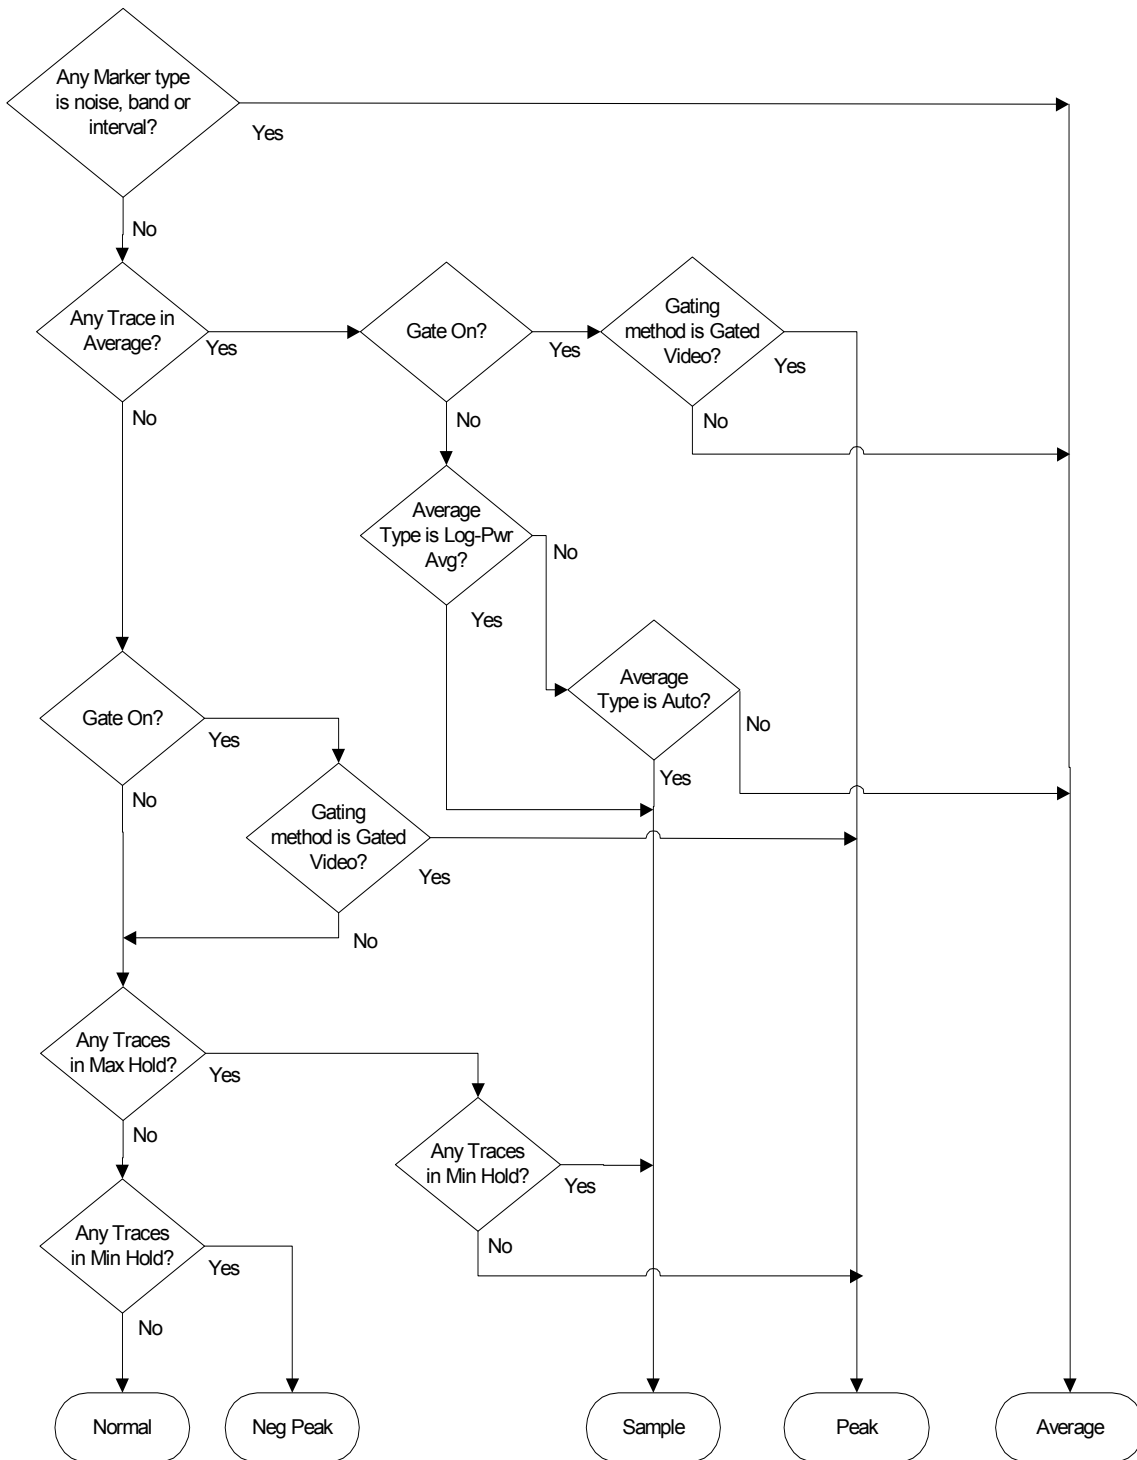 Any Marker type
is noise, band or
interval?
Yes
No
Any Trace in
Average?
Yes
Gate On?
Yes
Gating
method is Gated
Video?
Yes
No
No
No
Average
Type is Log-Pwr
Avg?
No
Yes
Average
Type is Auto?
No
Yes
Gate On?
Yes
No
Gating
method is Gated
Video?
Yes
No
Any Traces
in Max Hold?
Yes
No
Any Traces
in Min Hold?
Yes
No
Any Traces
in Min Hold?
Yes
No
Normal
Neg Peak
Sample
Peak
Average